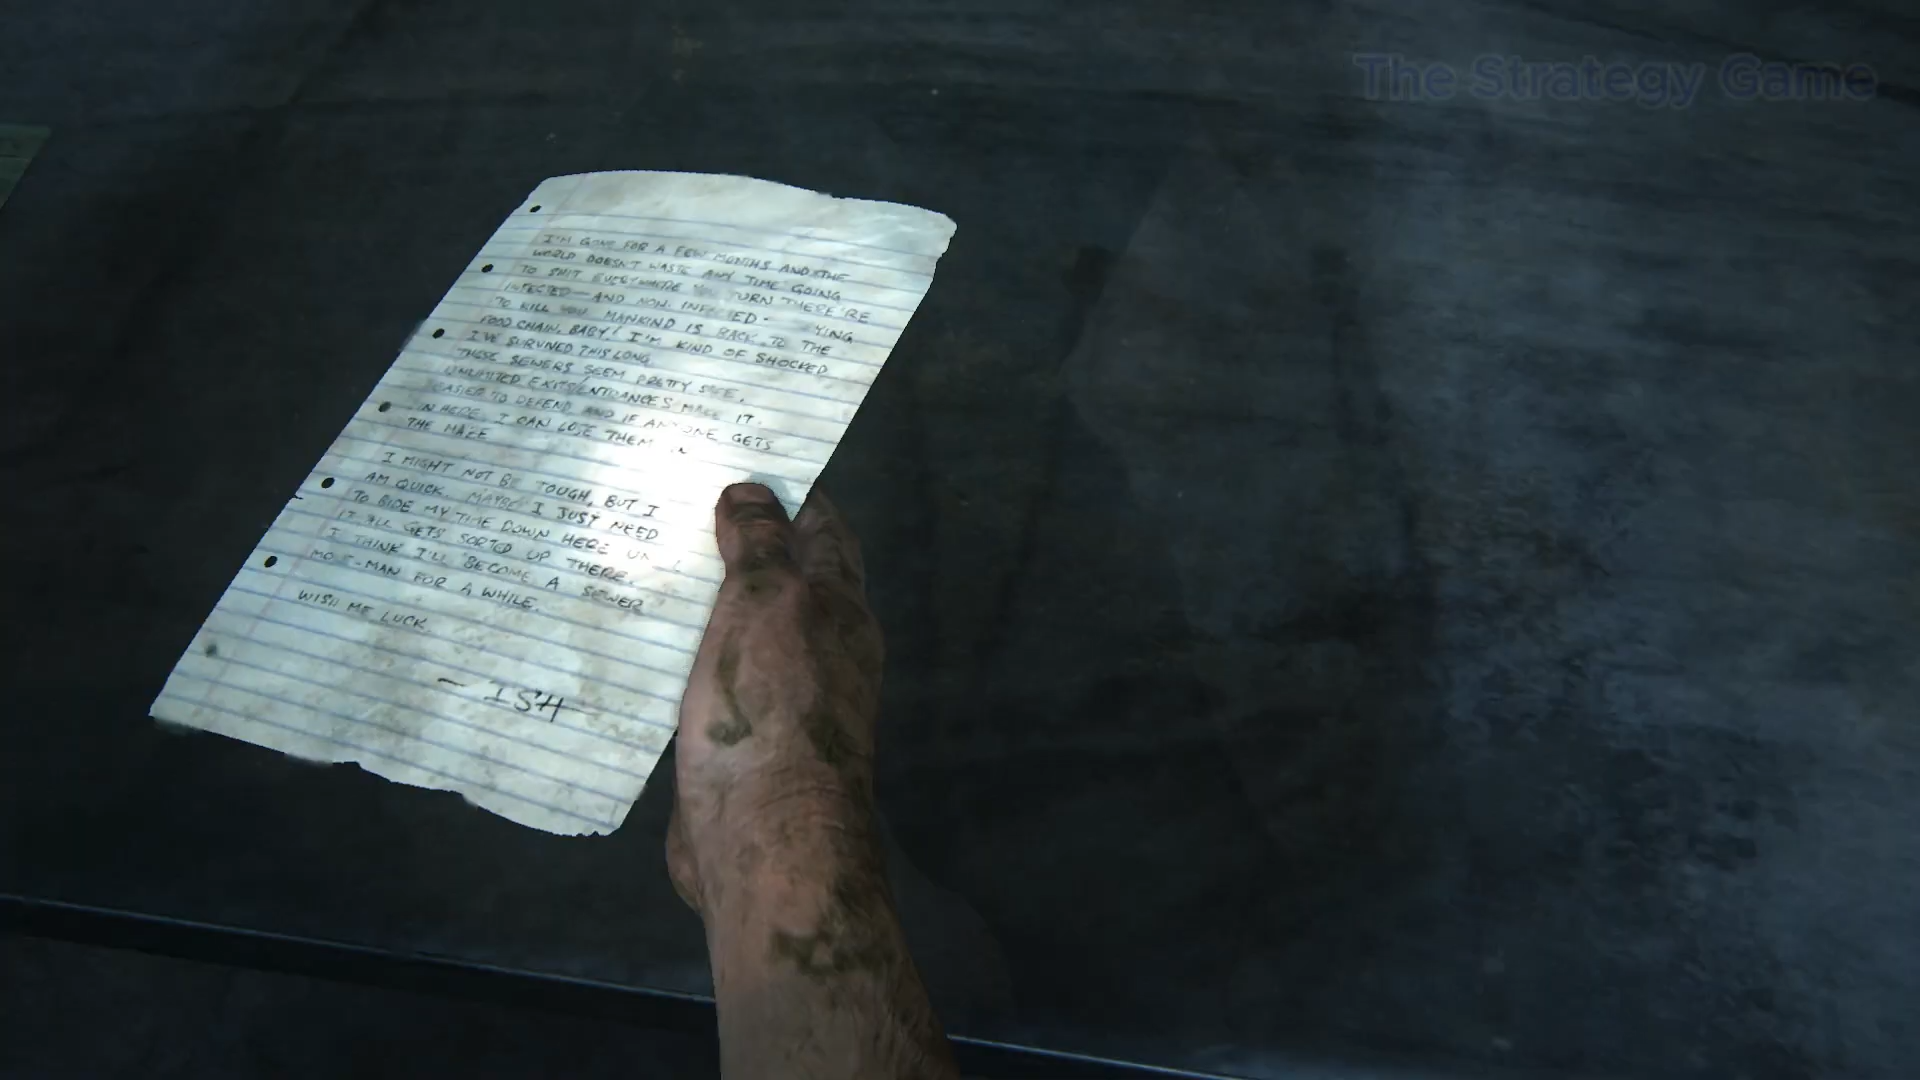 The Strategy Game
I'M GONE FOR A FEW MONTHS AND THE
WORLD DOESN'T WASTE ANY TIME GOING
TO SHIT EVERYWHERE YOU TURN THERE'RE
INFECTED — AND NON. INFECTED - YING
TO KILL YOU. MANKIND IS BACK TO THE
FOOD CHAIN, BABY! I'M KIND OF SHOCKED
I'VE SURVIVED THIS LONG.
THESE SEWERS SEEM PRETTY SAFE.
UNLIMITED EXITS/ENTRANCES MAKE IT
EASIER TO DEFEND AND IF ANYONE GETS
IN HERE, I CAN LOSE THEM IN
THE MAZE
I MIGHT NOT BE TOUGH, BUT I
AM QUICK. MAYBE I JUST NEED
TO BIDE MY TIME DOWN HERE
IT ALL GETS SORTED UP THERE.
I THINK I'LL BECOME A SEWER
MAN FOR A WHILE.
WISH ME LUCK.
— ISH